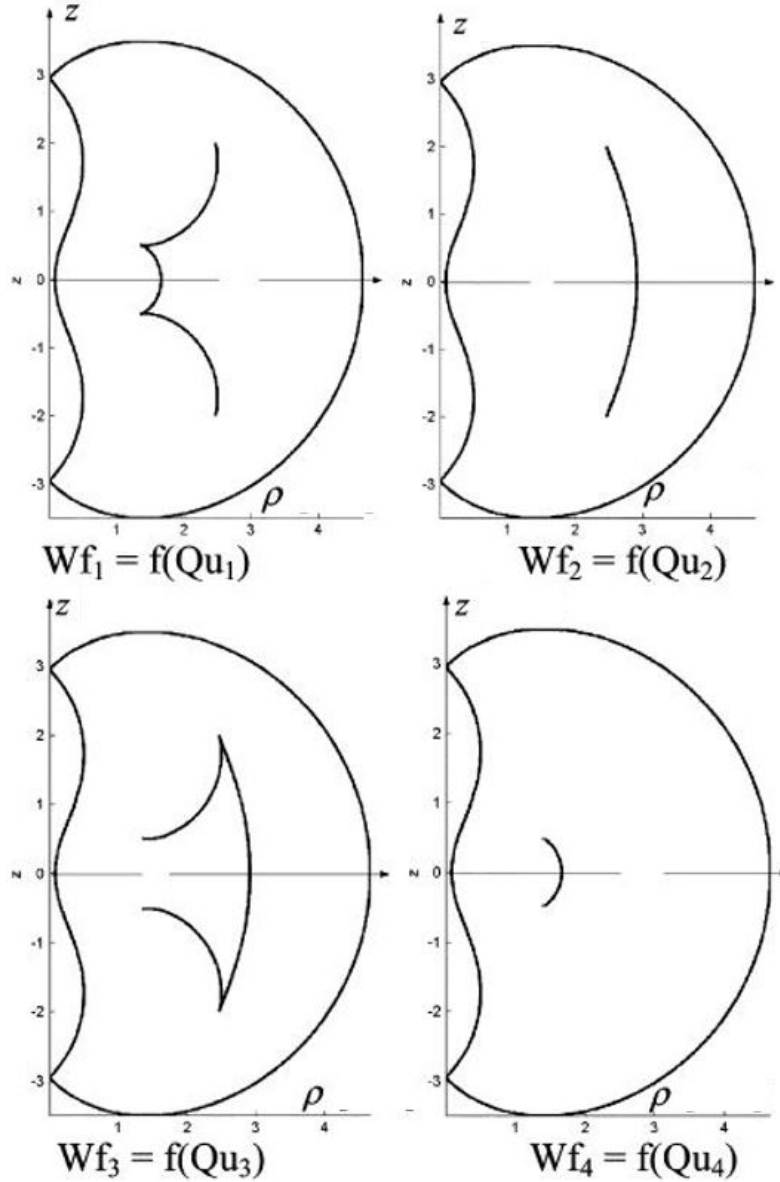 z z
3 3
2 2
1 1
z 0 z 0
-1 -1
-2 -2
-3 ρ -3 ρ
1 2 3 4 1 2 3 4
Wf₁ = f(Qu₁) Wf₂ = f(Qu₂)
z z
3 3
2 2
1 1
z 0 z 0
-1 -1
-2 -2
-3 ρ -3 ρ
1 2 3 4 1 2 3 4
Wf₃ = f(Qu₃) Wf₄ = f(Qu₄)